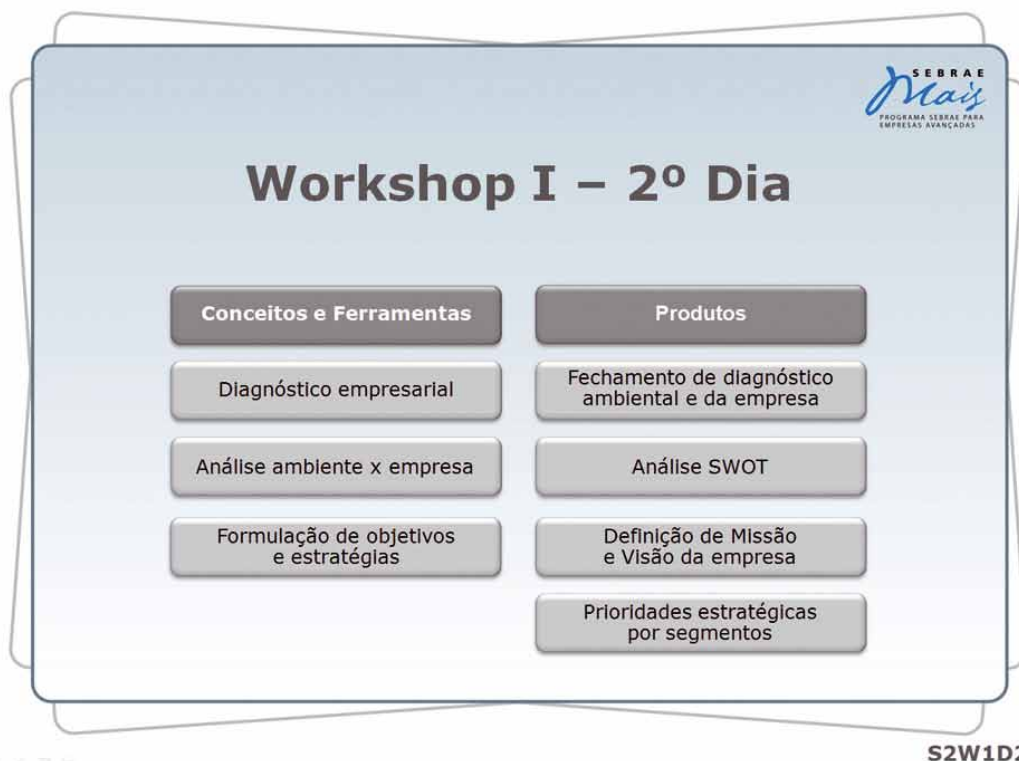 SEBRAE
Mais
PROGRAMA SEBRAE PARA
EMPRESAS AVANÇADAS
Workshop I – 2º Dia
Conceitos e Ferramentas
Diagnóstico empresarial
Análise ambiente x empresa
Formulação de objetivos
e estratégias
Produtos
Fechamento de diagnóstico
ambiental e da empresa
Análise SWOT
Definição de Missão
e Visão da empresa
Prioridades estratégicas
por segmentos
S2W1D2